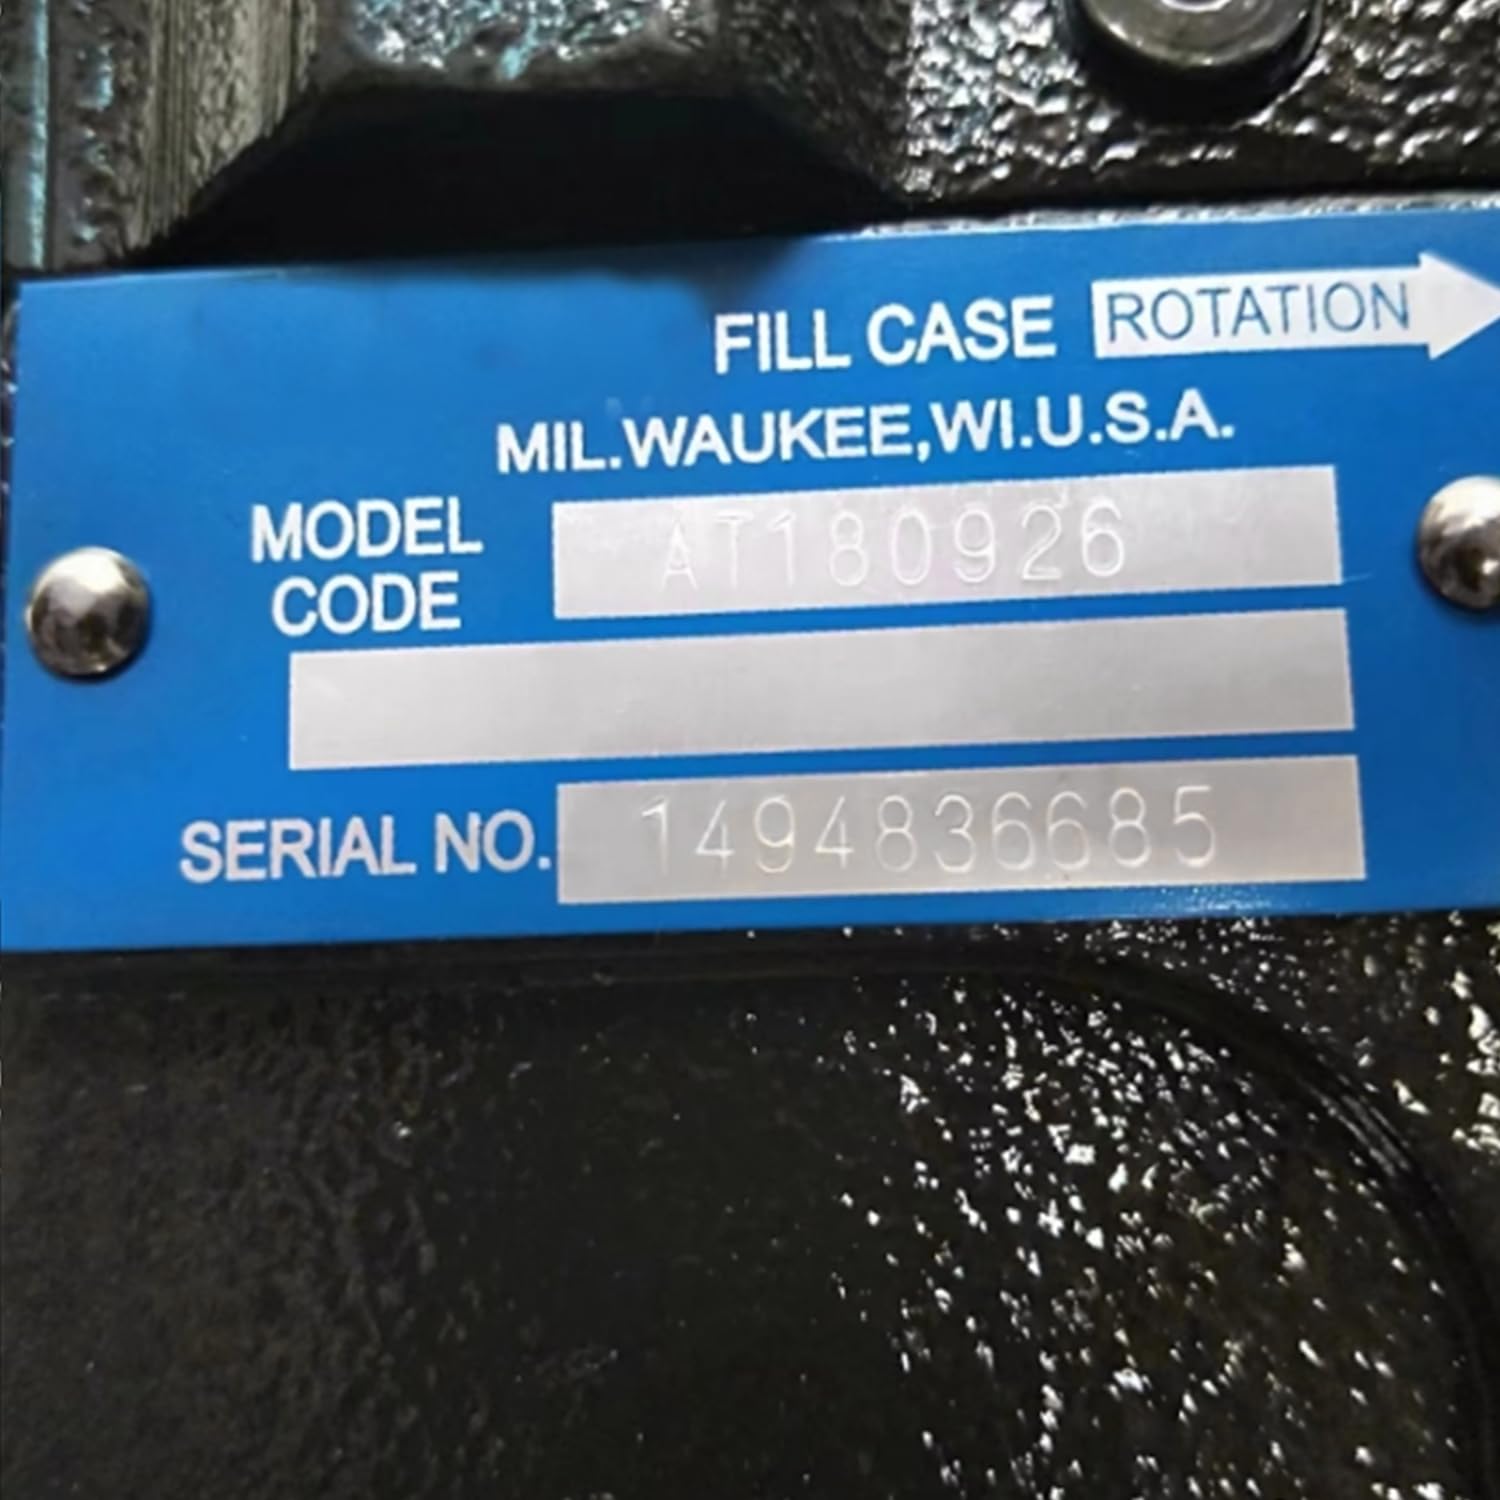 FILL CASE ROTATION
MIL.WAUKEE,WI.U.S.A.
MODEL CODE AT180926
SERIAL NO. 1494836685